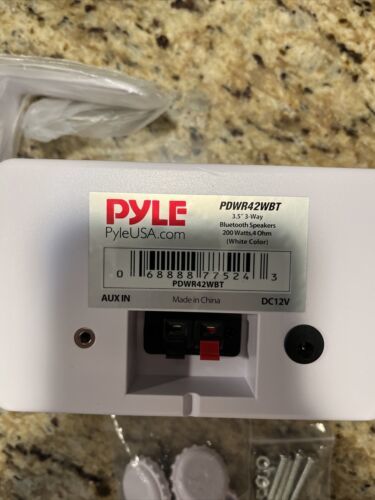 PYLE
PyleUSA.com
PDWR42WBT
3.5" 3-Way
Bluetooth Speakers
200 Watts,4 Ohm
(White Color)
0 68888 77524 3
PDWR42WBT
AUX IN
Made in China
DC12V